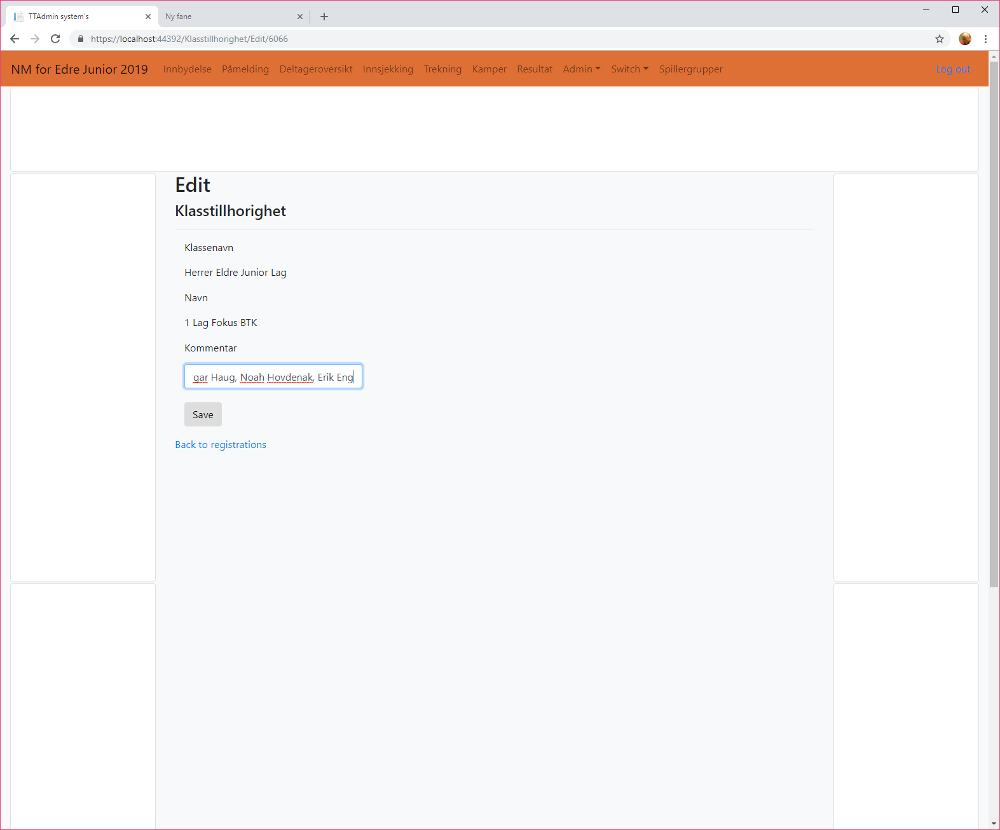 TTAdmin system's
Ny fane
https://localhost:44392/Klasstillhorighet/Edit/6066
NM for Edre Junior 2019 Innbydelse Påmelding Deltageroversikt Innsjekking Trekning Kamper Resultat Admin Switch Spillergrupper Log out
Edit
Klasstillhorighet
Klassenavn
Herrer Eldre Junior Lag
Navn
1 Lag Fokus BTK
Kommentar
Haug, Noah Hovdenak, Erik Eng
Save
Back to registrations